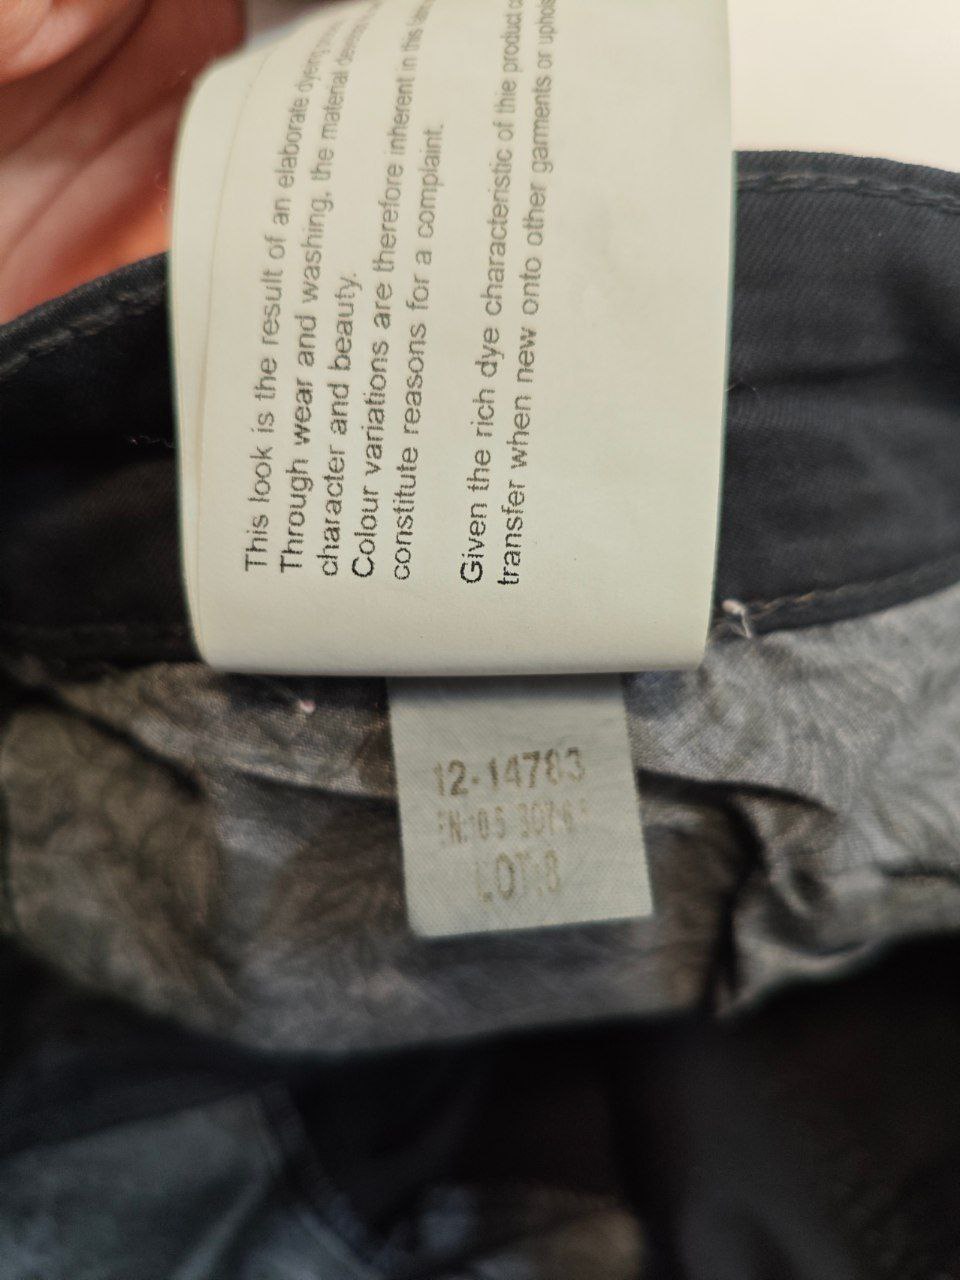 This look is the result of an elaborate dyeing
Through wear and washing, the material
character and beauty.
Colour variations are therefore inherent in this
constitute reasons for a complaint.
Given the rich dye characteristic of thie product
transfer when new onto other garments or
12-14783
LOT:8